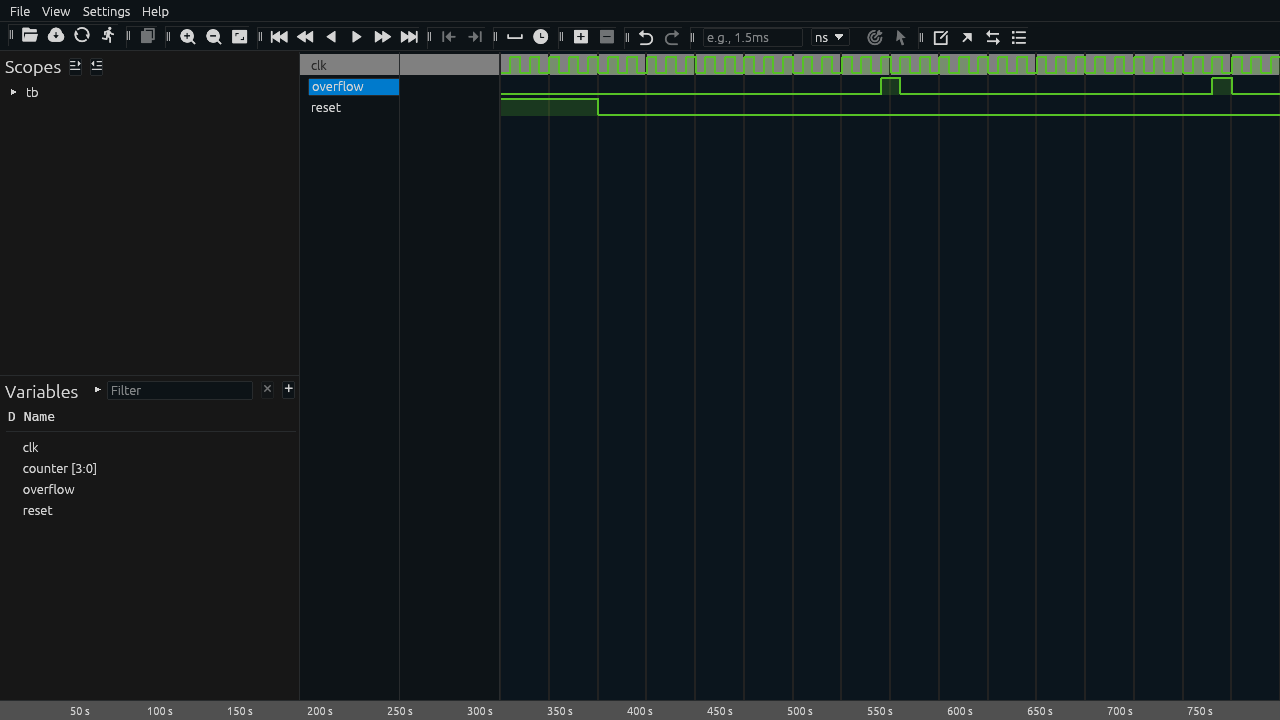 File View Settings Help
e.g., 1.5ms ns
Scopes
tb
clk
overflow
reset
Variables Filter
D Name
clk
counter [3:0]
overflow
reset
50 s 100 s 150 s 200 s 250 s 300 s 350 s 400 s 450 s 500 s 550 s 600 s 650 s 700 s 750 s